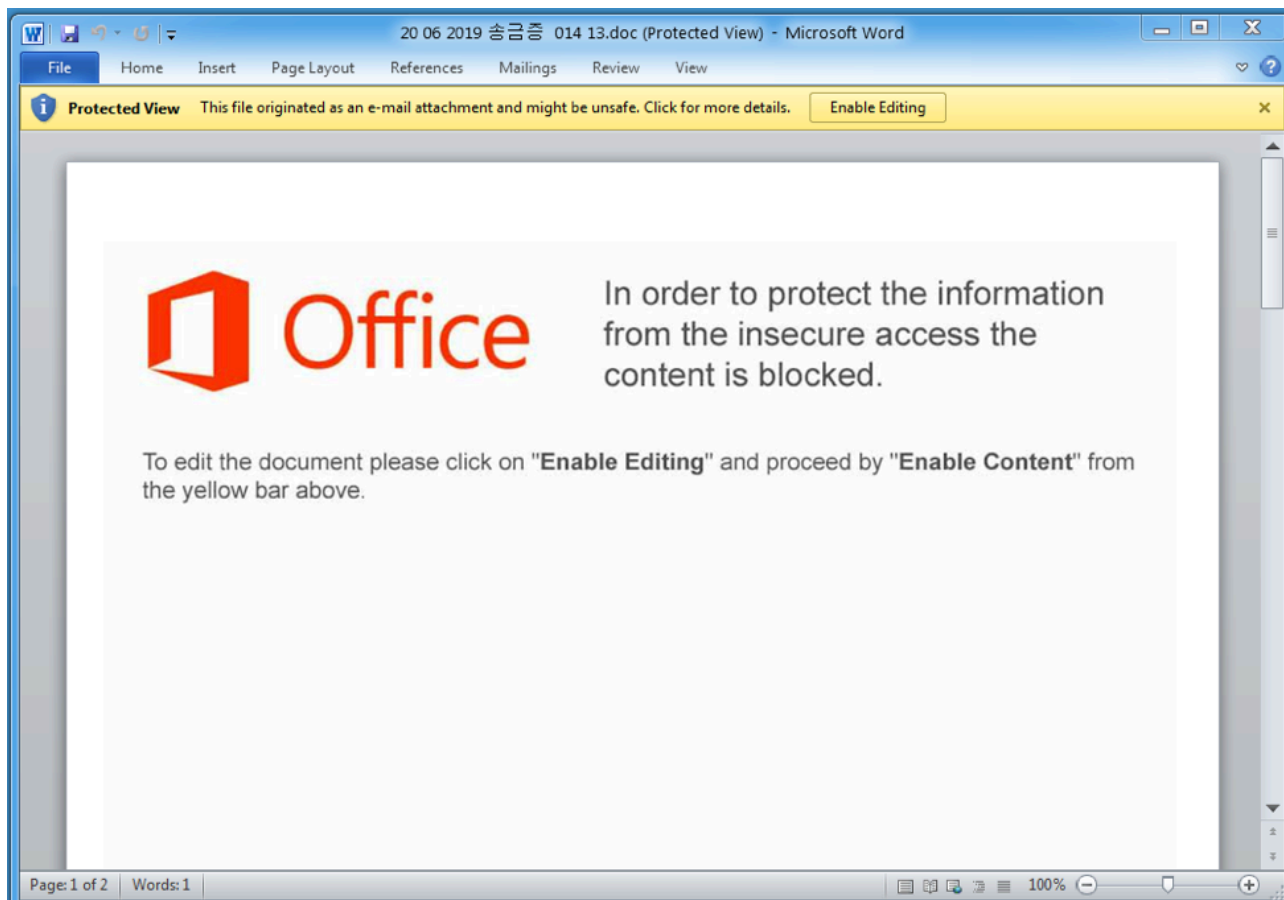 20 06 2019 송금증 014 13.doc (Protected View) - Microsoft Word
File Home Insert Page Layout References Mailings Review View
Protected View This file originated as an e-mail attachment and might be unsafe. Click for more details. Enable Editing
Office
In order to protect the information
from the insecure access the
content is blocked.
To edit the document please click on "Enable Editing" and proceed by "Enable Content" from
the yellow bar above.
Page: 1 of 2 Words: 1 100%